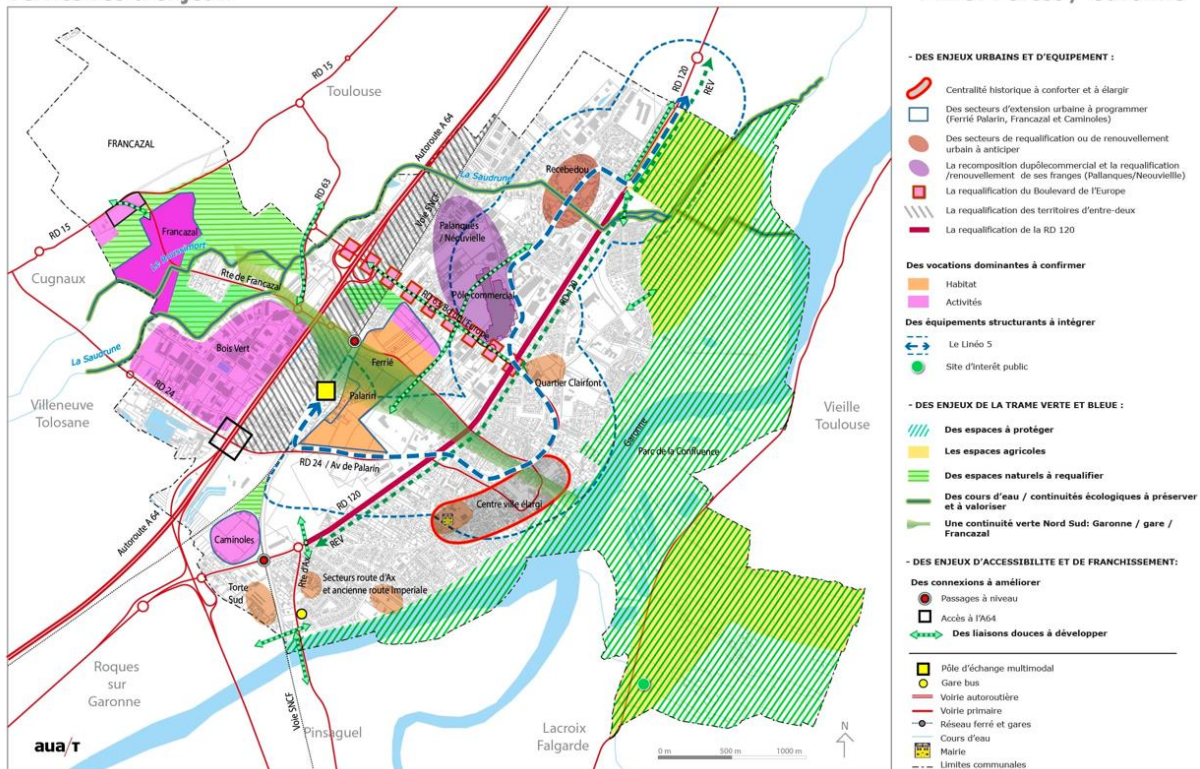 RD 15
Toulouse
RD 120
REV
FRANCAZAL
Autoroute A 64
La Saudrune
Recebedou
RD 63
Voie SNCF
RD 15
Francazal
Palanques
/ Néouvielle
Cugnaux
Rte de Francazal
Pôle commercial
RD 120
Bois Vert
La Saudrune
Ferrié
RD 24
Quartier Clairfont
Palarin
Villeneuve
Tolosane
Vieille
Toulouse
Garonne
Parc de la Confluence
RD 24 / Av de Palarin
RD 120
Centre ville élargi
Autoroute A 64
REV
Caminoles
Secteurs route d'Ax
et ancienne route impériale
Torte
Sud
Roques
sur
Garonne
Voie SNCF
Pinsaguel
Lacroix
Falgarde
N
0 m 500 m 1000 m
aua/T
- DES ENJEUX URBAINS ET D'EQUIPEMENT :
Centralité historique à conforter et à élargir
Des secteurs d'extension urbaine à programmer
(Ferrié Palarin, Francazal et Caminoles)
Des secteurs de requalification ou de renouvellement
urbain à anticiper
La recomposition dupôlecommercial et la requalification
/renouvellement de ses franges (Pallanques/Neouvielle)
La requalification du Boulevard de l'Europe
La requalification des territoires d'entre-deux
La requalification de la RD 120
Des vocations dominantes à confirmer
Habitat
Activités
Des équipements structurants à intégrer
Le Linéo 5
Site d'interêt public
- DES ENJEUX DE LA TRAME VERTE ET BLEUE :
Des espaces à protéger
Les espaces agricoles
Des espaces naturels à requalifier
Des cours d'eau / continuités écologiques à préserver
et à valoriser
Une continuité verte Nord Sud: Garonne / gare /
Francazal
- DES ENJEUX D'ACCESSIBILITE ET DE FRANCHISSEMENT:
Des connexions à améliorer
Passages à niveau
Accès à l'A64
Des liaisons douces à développer
Pôle d'échange multimodal
Gare bus
Voirie autoroutière
Voirie primaire
Réseau ferré et gares
Cours d'eau
Mairie
Limites communales